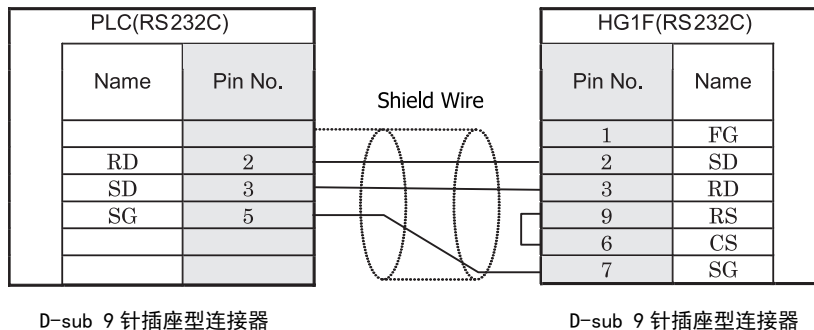 PLC(RS232C)
HG1F(RS232C)
Name Pin No.
Shield Wire
Pin No. Name
1 FG
RD 2
2 SD
SD 3
3 RD
SG 5
9 RS
6 CS
7 SG
D-sub 9 针插座型连接器
D-sub 9 针插座型连接器